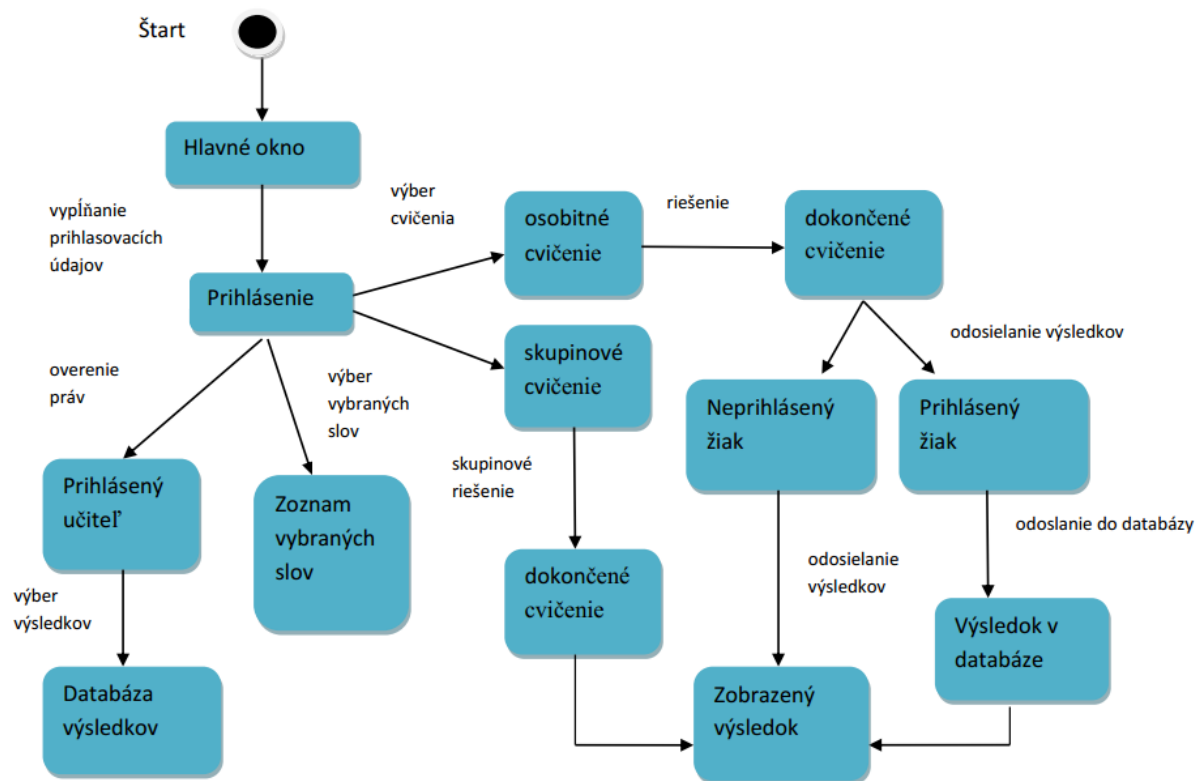 Štart
Hlavné okno
vypĺňanie
prihlasovacích
údajov
výber
cvičenia
osobitné
cvičenie
riešenie
dokončené
cvičenie
Prihlásenie
odosielanie výsledkov
skupinové
cvičenie
overenie
práv
výber
vybraných
slov
Neprihlásený
žiak
Prihlásený
žiak
skupinové
riešenie
Prihlásený
učiteľ
Zoznam
vybraných
slov
odoslanie do databázy
odosielanie
výsledkov
dokončené
cvičenie
výber
výsledkov
Výsledok v
databáze
Databáza
výsledkov
Zobrazený
výsledok